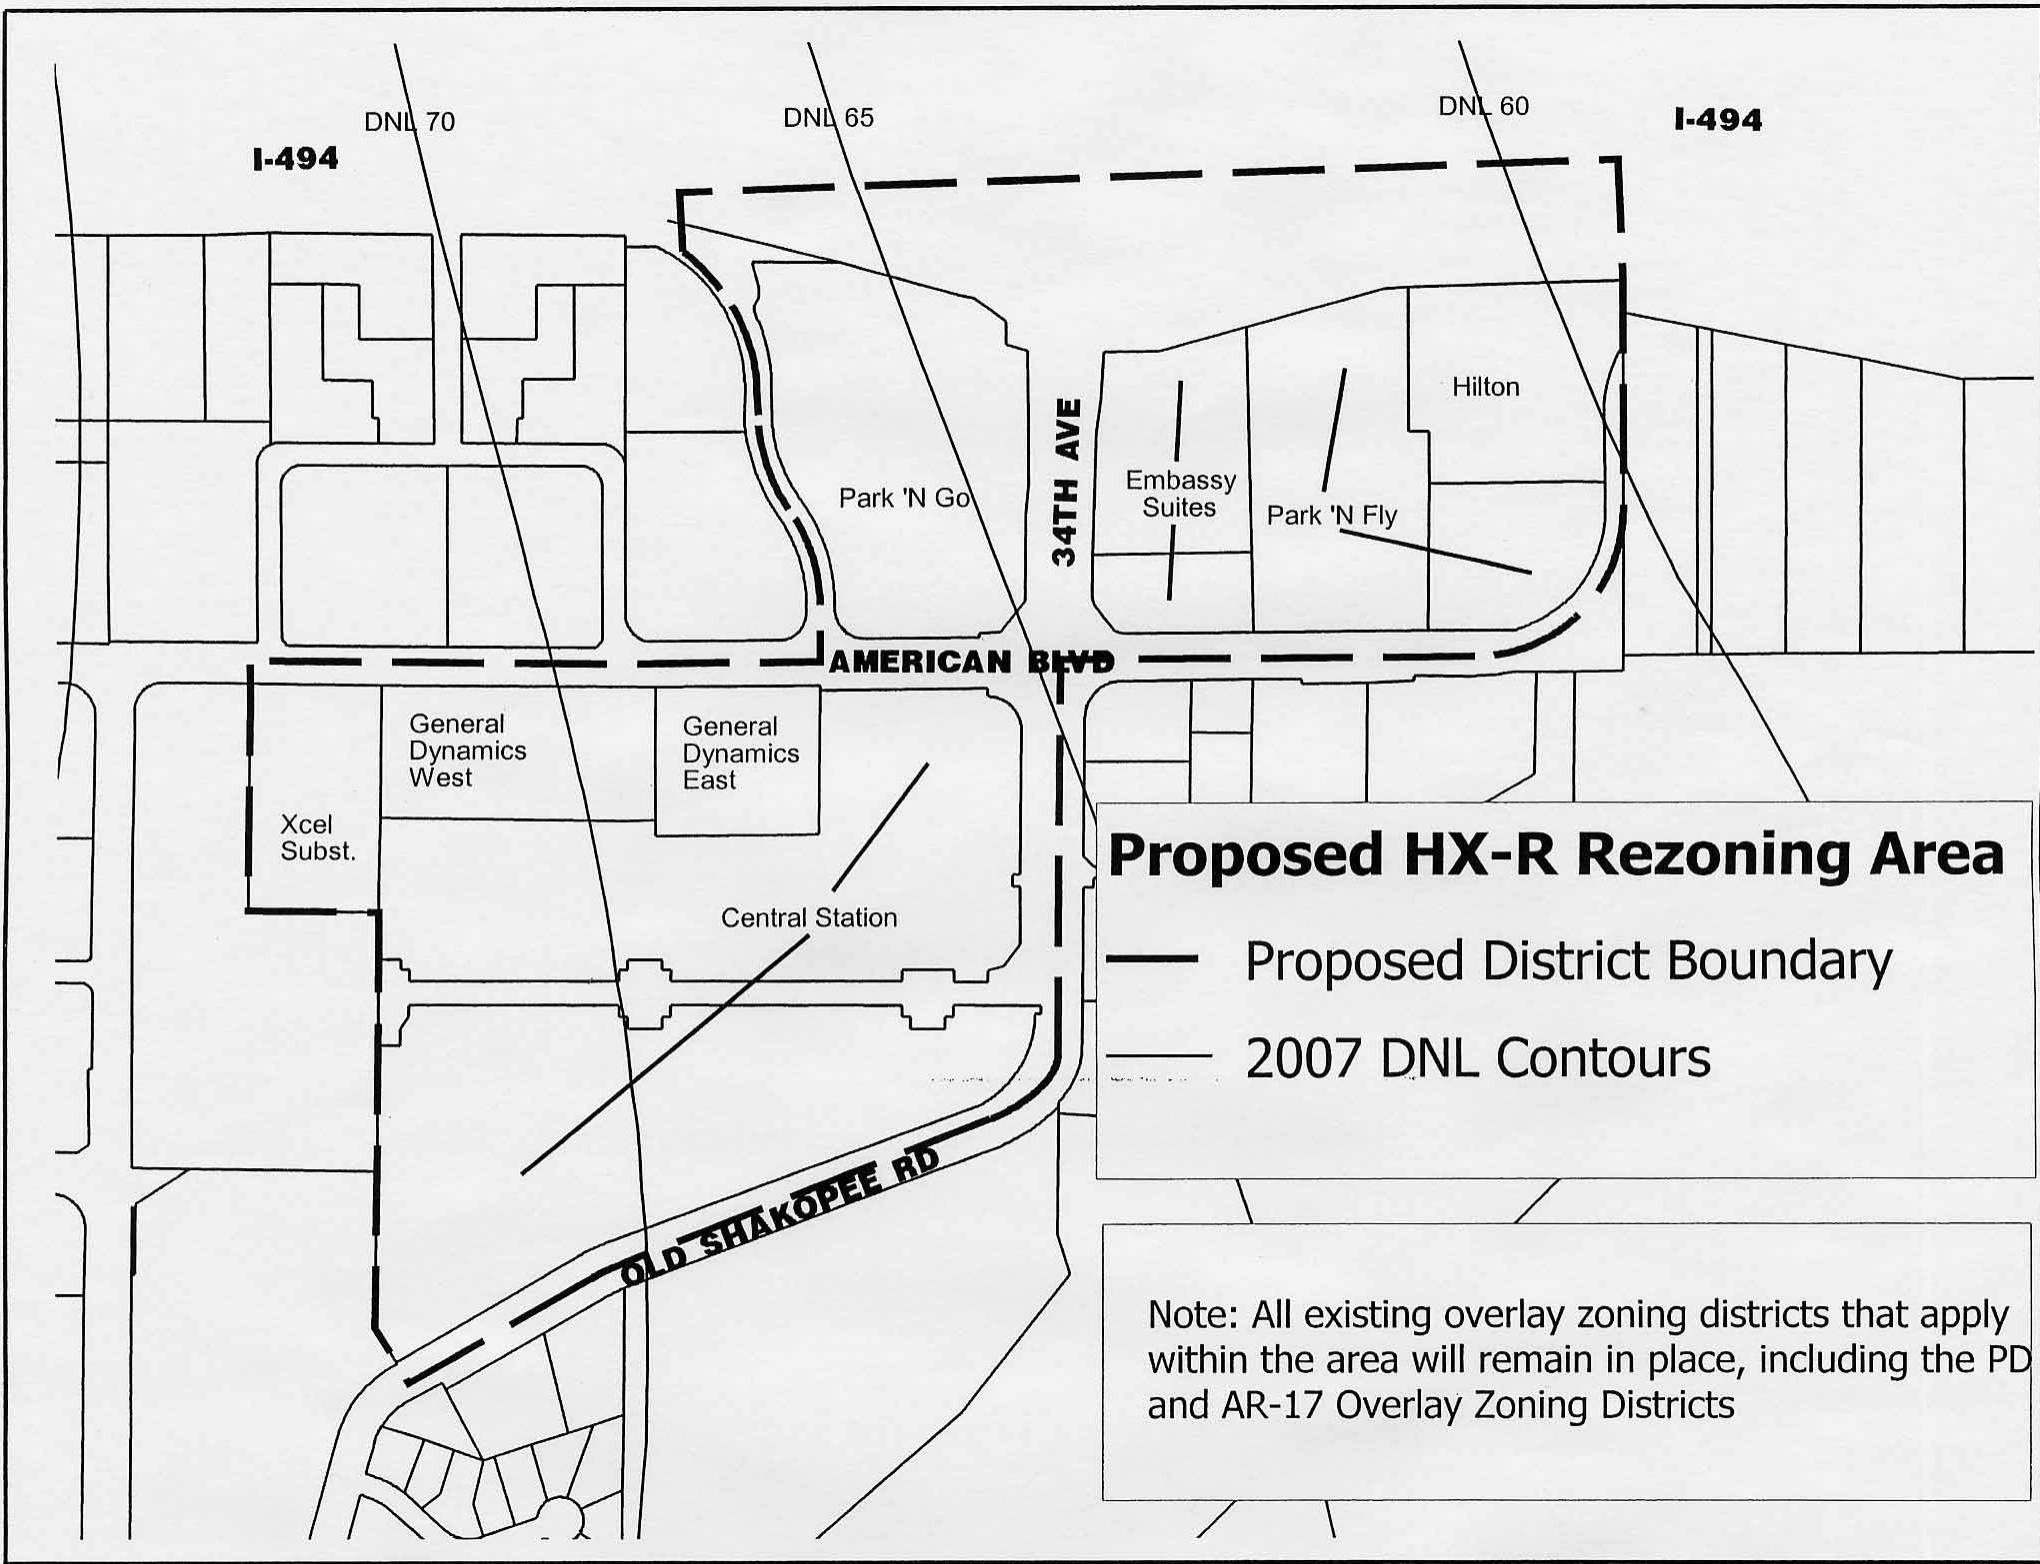 DNL 70
DNL 65
DNL 60
I-494
I-494
Hilton
34TH AVE
Embassy
Suites
Park 'N Go
Park 'N Fly
AMERICAN BLVD
General
Dynamics
West
General
Dynamics
East
Xcel
Subst.
Central Station
OLD SHAKOPEE RD
Proposed HX-R Rezoning Area
Proposed District Boundary
2007 DNL Contours
Note: All existing overlay zoning districts that apply
within the area will remain in place, including the PD
and AR-17 Overlay Zoning Districts